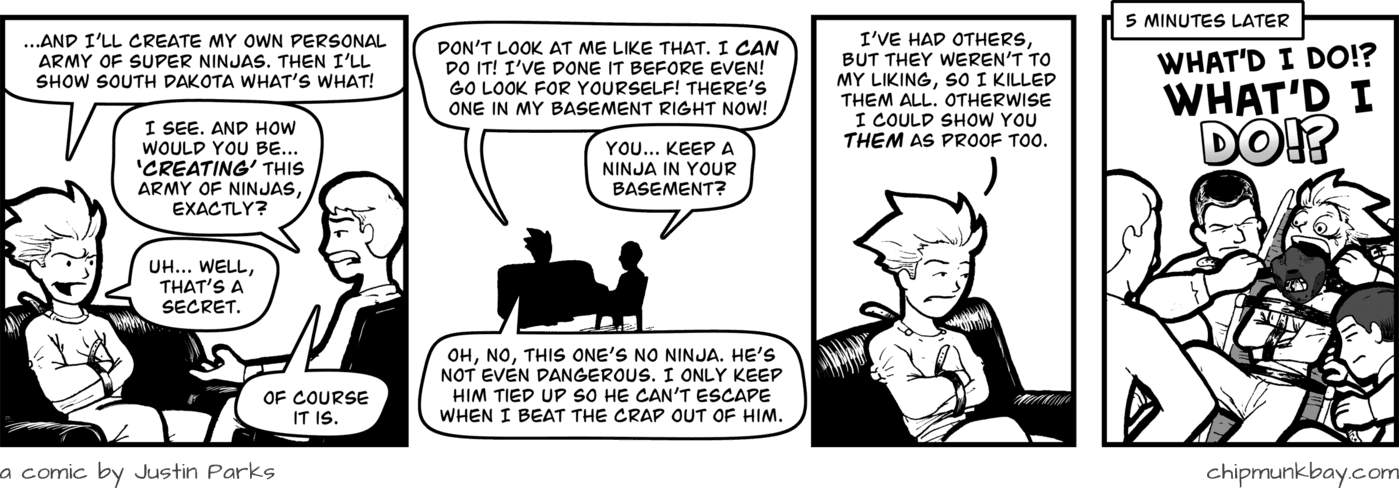 ...AND I'LL CREATE MY OWN PERSONAL
ARMY OF SUPER NINJAS. THEN I'LL
SHOW SOUTH DAKOTA WHAT'S WHAT!
I SEE. AND HOW
WOULD YOU BE...
'CREATING' THIS
ARMY OF NINJAS,
EXACTLY?
UH... WELL,
THAT'S A
SECRET.
OF COURSE
IT IS.
DON'T LOOK AT ME LIKE THAT. I CAN
DO IT! I'VE DONE IT BEFORE EVEN!
GO LOOK FOR YOURSELF! THERE'S
ONE IN MY BASEMENT RIGHT NOW!
YOU... KEEP A
NINJA IN YOUR
BASEMENT?
OH, NO, THIS ONE'S NO NINJA. HE'S
NOT EVEN DANGEROUS. I ONLY KEEP
HIM TIED UP SO HE CAN'T ESCAPE
WHEN I BEAT THE CRAP OUT OF HIM.
I'VE HAD OTHERS,
BUT THEY WEREN'T TO
MY LIKING, SO I KILLED
THEM ALL. OTHERWISE
I COULD SHOW YOU
THEM AS PROOF TOO.
5 MINUTES LATER
WHAT'D I DO!?
WHAT'D I
DO!?
a comic by Justin Parks
chipmunkbay.com